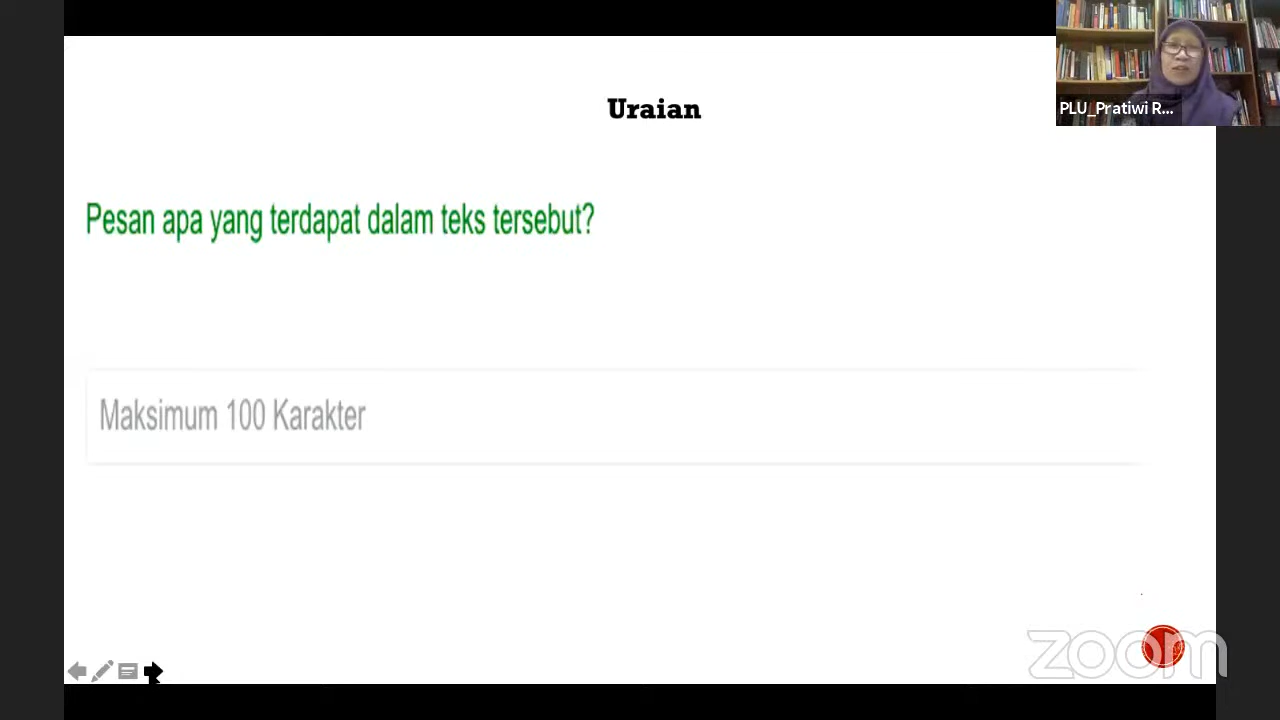 Uraian
PLU_Pratiwi R...
Pesan apa yang terdapat dalam teks tersebut?
Maksimum 100 Karakter
zoom